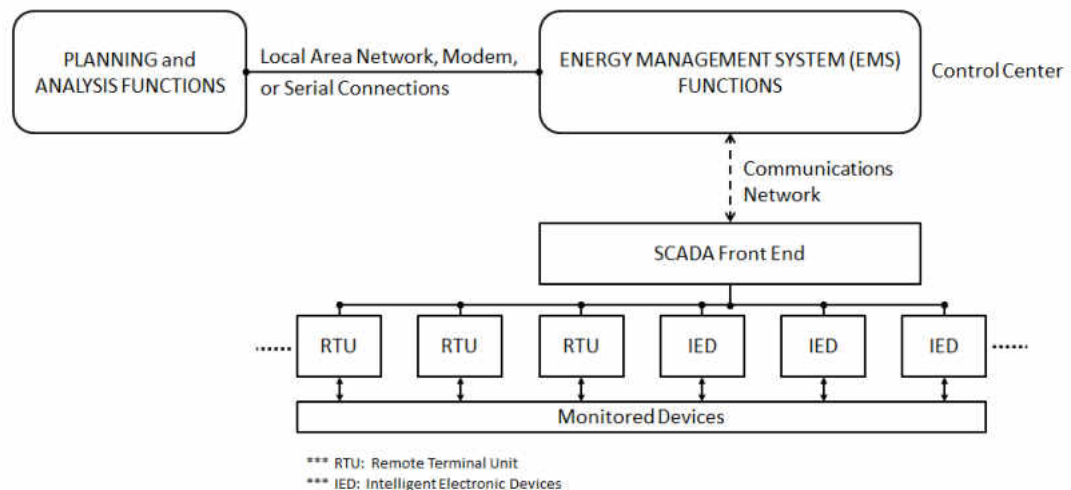 PLANNING and
ANALYSIS FUNCTIONS
Local Area Network, Modem,
or Serial Connections
ENERGY MANAGEMENT SYSTEM (EMS)
FUNCTIONS
Control Center
Communications
Network
SCADA Front End
RTU
RTU
RTU
IED
IED
IED
Monitored Devices
*** RTU: Remote Terminal Unit
*** IED: Intelligent Electronic Devices